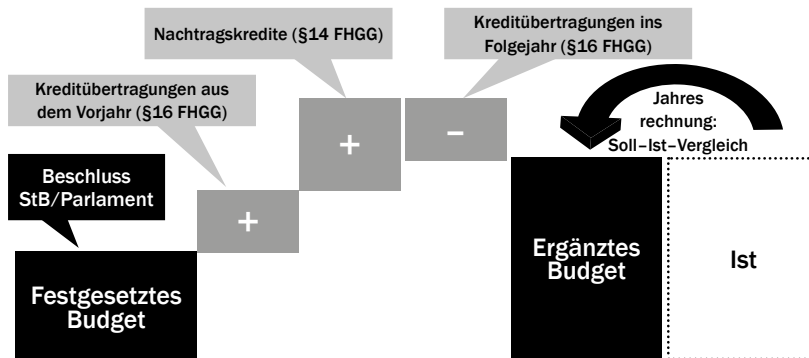 Nachtragskredite (§14 FHGG)
Kreditübertragungen ins
Folgejahr (§16 FHGG)
Kreditübertragungen aus
dem Vorjahr (§16 FHGG)
Jahres
rechnung:
Soll–Ist–Vergleich
Beschluss
StB/Parlament
+
+
–
Festgesetztes
Budget
Ergänztes
Budget
Ist